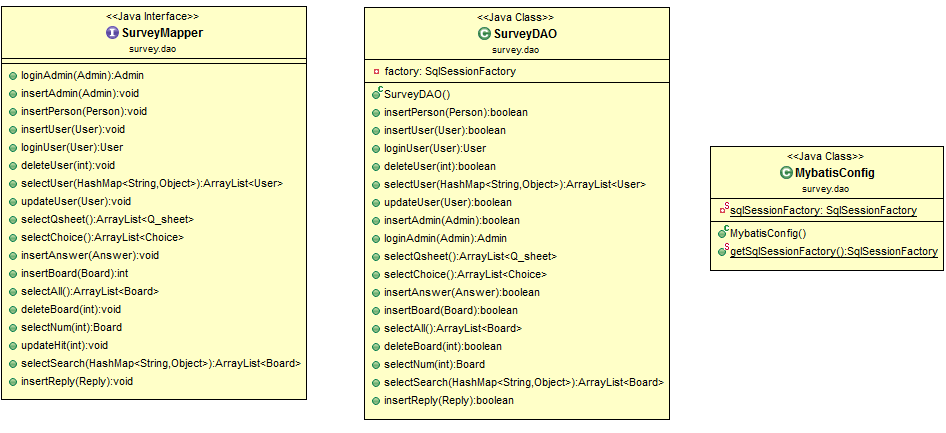 <<Java Interface>>
SurveyMapper
survey.dao
loginAdmin(Admin):Admin
insertAdmin(Admin):void
insertPerson(Person):void
insertUser(User):void
loginUser(User):User
deleteUser(int):void
selectUser(HashMap<String,Object>):ArrayList<User>
updateUser(User):void
selectQsheet():ArrayList<Q_sheet>
selectChoice():ArrayList<Choice>
insertAnswer(Answer):void
insertBoard(Board):int
selectAll():ArrayList<Board>
deleteBoard(int):void
selectNum(int):Board
updateHit(int):void
selectSearch(HashMap<String,Object>):ArrayList<Board>
insertReply(Reply):void
<<Java Class>>
SurveyDAO
survey.dao
factory: SqlSessionFactory
SurveyDAO()
insertPerson(Person):boolean
insertUser(User):boolean
loginUser(User):User
deleteUser(int):boolean
selectUser(HashMap<String,Object>):ArrayList<User>
updateUser(User):boolean
insertAdmin(Admin):boolean
loginAdmin(Admin):Admin
selectQsheet():ArrayList<Q_sheet>
selectChoice():ArrayList<Choice>
insertAnswer(Answer):boolean
insertBoard(Board):boolean
selectAll():ArrayList<Board>
deleteBoard(int):boolean
selectNum(int):Board
selectSearch(HashMap<String,Object>):ArrayList<Board>
insertReply(Reply):boolean
<<Java Class>>
MybatisConfig
survey.dao
sqlSessionFactory: SqlSessionFactory
MybatisConfig()
getSqlSessionFactory():SqlSessionFactory